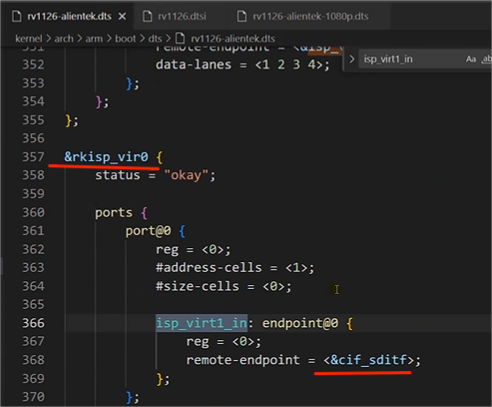 rv1126-alientek.dts
rv1126.dtsi
rv1126-alientek-1080p.dts
kernel > arch > arm > boot > dts > rv1126-alientek.dts
isp_virt1_in
Aa
351 remote-endpoint = <&isp_v
352 data-lanes = <1 2 3 4>;
353 };
354 };
355 };
356
357 &rkisp_vir0 {
358 status = "okay";
359
360 ports {
361 port@0 {
362 reg = <0>;
363 #address-cells = <1>;
364 #size-cells = <0>;
365
366 isp_virt1_in: endpoint@0 {
367 reg = <0>;
368 remote-endpoint = <&cif_sditf>;
369 };
370 };